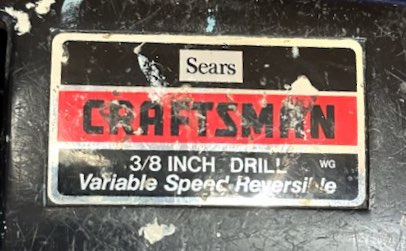 Sears
CRAFTSMAN
3/8 INCH DRILL WG
Variable Speed Reversible